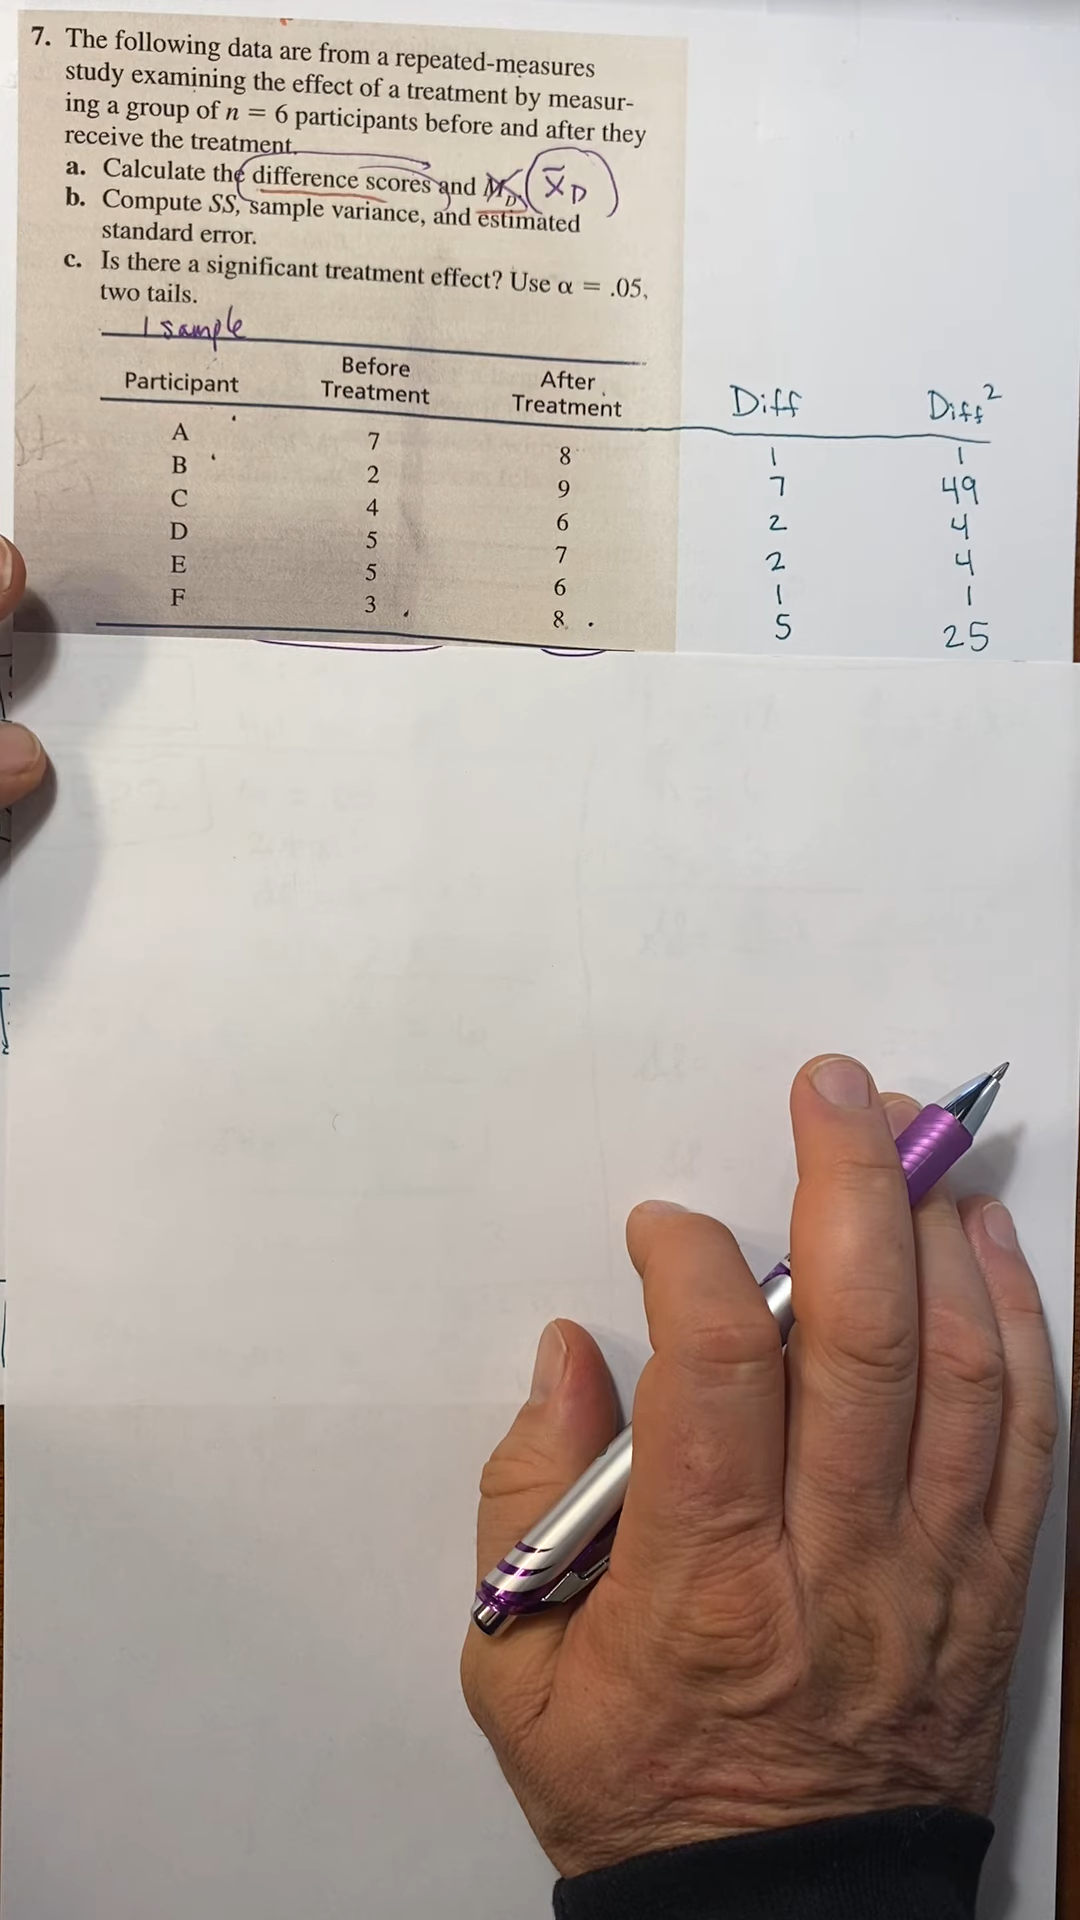 7. The following data are from a repeated-measures
study examining the effect of a treatment by measur-
ing a group of n = 6 participants before and after they
receive the treatment.
a. Calculate the difference scores and M_D. (X̄_D)
b. Compute SS, sample variance, and estimated
standard error.
c. Is there a significant treatment effect? Use α = .05,
two tails.
1 sample
Participant Before Treatment After Treatment Diff Diff²
A 7 8 1 1
B 2 9 7 49
C 4 6 2 4
D 5 7 2 4
E 5 6 1 1
F 3 8 5 25